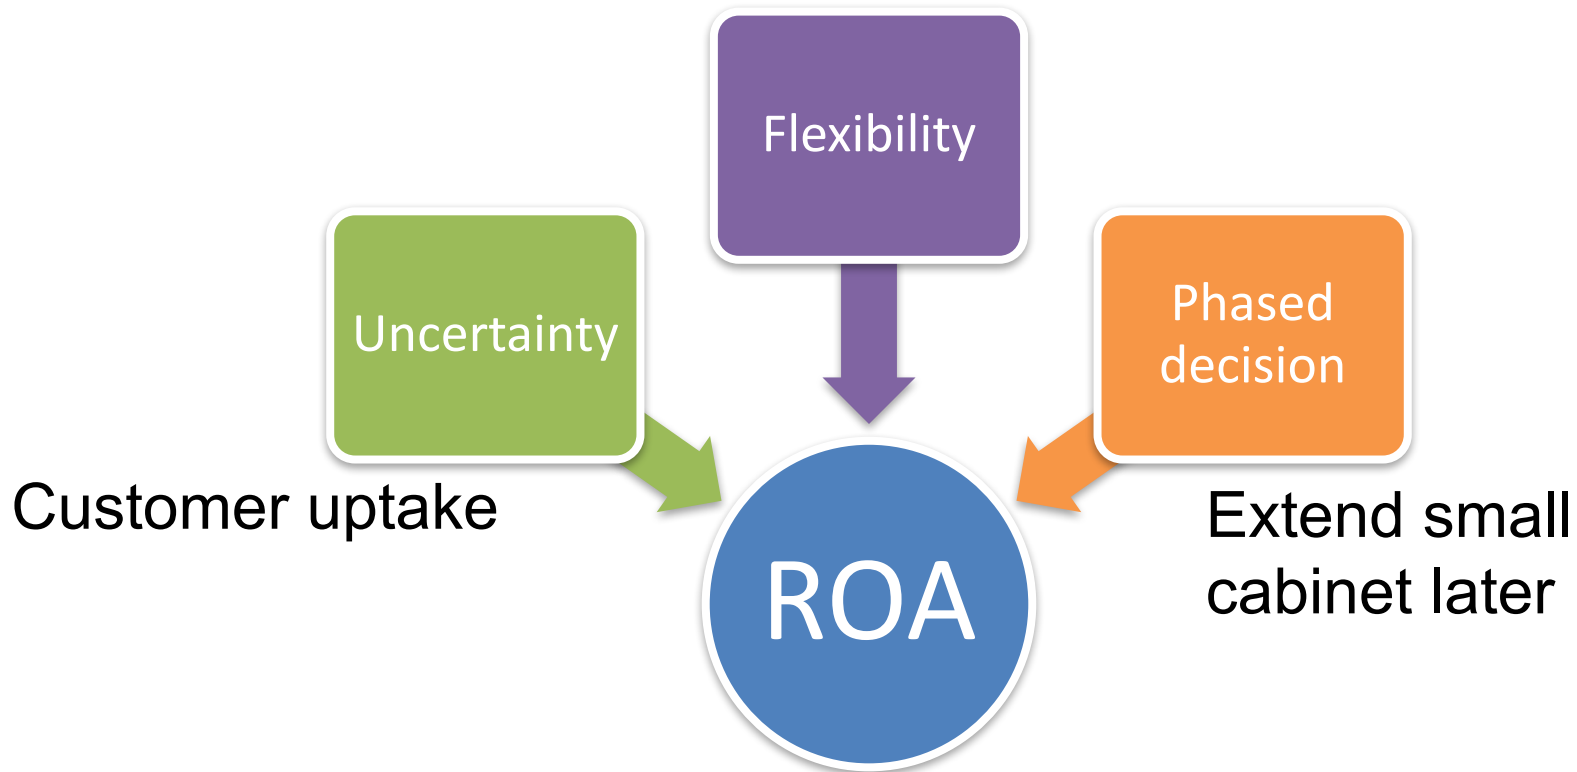 Flexibility
Uncertainty
Phased
decision
Customer uptake
Extend small
cabinet later
ROA